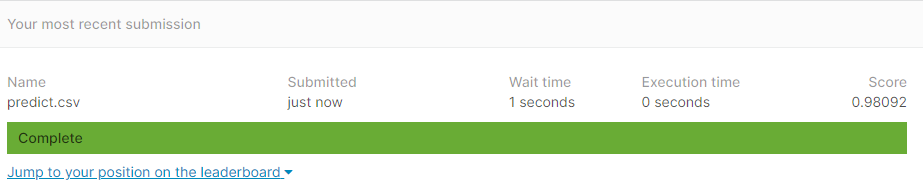 Your most recent submission
Name Submitted Wait time Execution time Score
predict.csv just now 1 seconds 0 seconds 0.98092
Complete
Jump to your position on the leaderboard